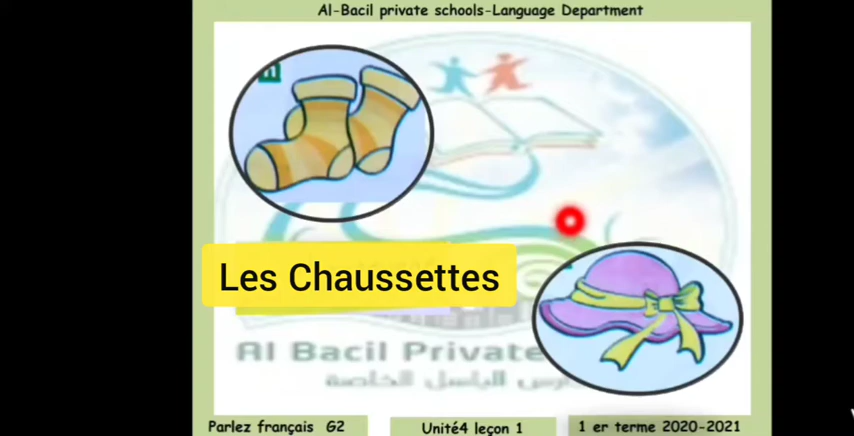 Al-Bacil private schools-Language Department
Les Chaussettes
Al Bacil Private
Parlez français G2
Unité4 leçon 1
1 er terme 2020-2021